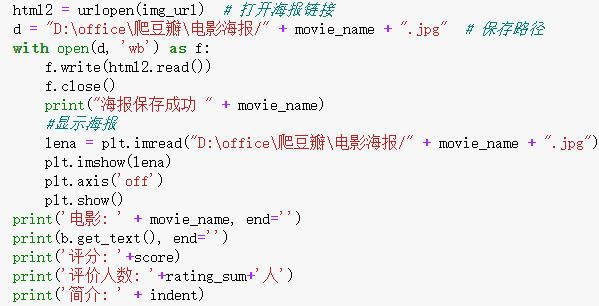 html2 = urlopen(img_url)  # 打开海报链接
d = "D:\office\爬豆瓣\电影海报/" + movie_name + ".jpg"  # 保存路径
with open(d, 'wb') as f:
    f.write(html2.read())
    f.close()
    print("海报保存成功 " + movie_name)
    #显示海报
    lena = plt.imread("D:\office\爬豆瓣\电影海报/" + movie_name + ".jpg")
    plt.imshow(lena)
    plt.axis('off')
    plt.show()
print('电影: ' + movie_name, end='')
print(b.get_text(), end='')
print('评分: '+score)
print('评价人数: '+rating_sum+'人')
print('简介: ' + indent)